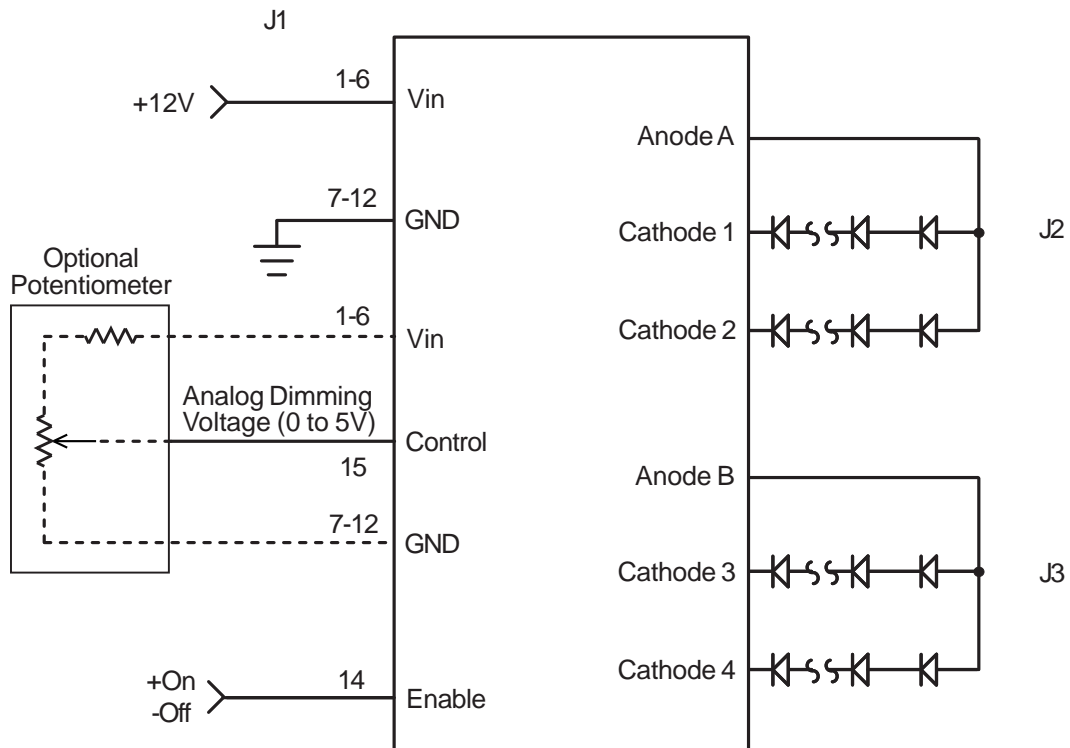 J1
+12V
1-6
Vin
7-12
GND
Optional
Potentiometer
1-6
Vin
Analog Dimming
Voltage (0 to 5V)
Control
15
7-12
GND
+On
-Off
14
Enable
Anode A
Cathode 1
J2
Cathode 2
Anode B
Cathode 3
J3
Cathode 4